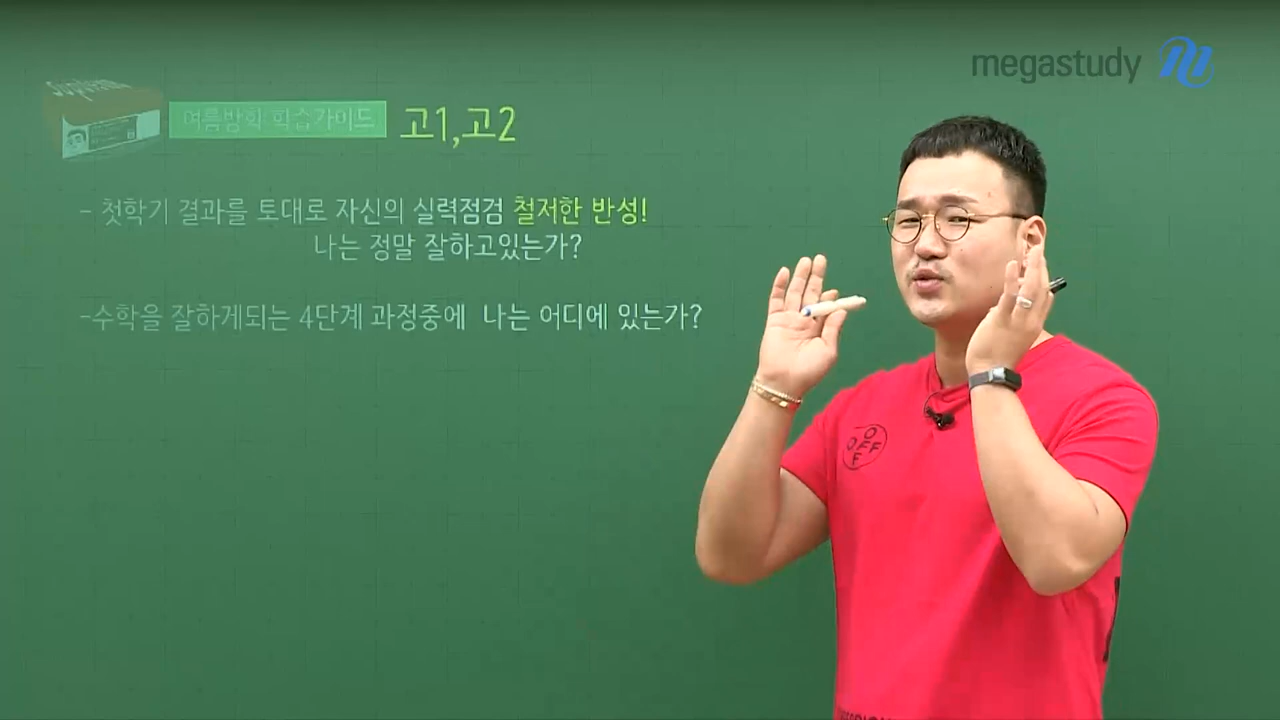 megastudy
여름방학 학습가이드 고1,고2
- 첫학기 결과를 토대로 자신의 실력점검 철저한 반성!
나는 정말 잘하고있는가?
-수학을 잘하게되는 4단계 과정중에 나는 어디에 있는가?
OFF
OFF